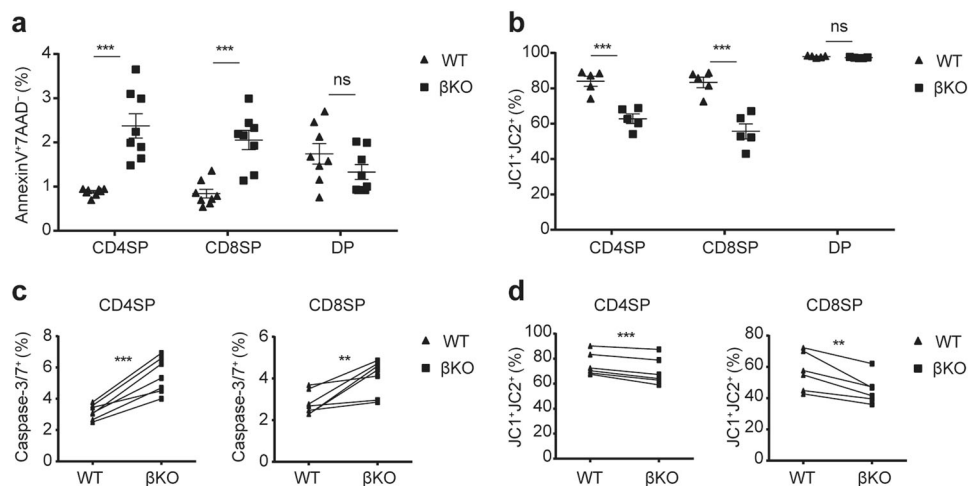 a
AnnexinV⁺7AAD⁻ (%)
4
3
2
1
0
***
***
ns
CD4SP
CD8SP
DP
WT
βKO
b
JC1⁺JC2⁺ (%)
100
80
60
40
20
0
***
***
ns
CD4SP
CD8SP
DP
WT
βKO
c
CD4SP
Caspase-3/7⁺ (%)
8
6
4
2
0
***
WT
βKO
CD8SP
Caspase-3/7⁺ (%)
6
4
2
0
**
WT
βKO
WT
βKO
d
CD4SP
JC1⁺JC2⁺ (%)
100
80
60
40
20
0
***
WT
βKO
CD8SP
JC1⁺JC2⁺ (%)
80
60
40
20
0
**
WT
βKO
WT
βKO